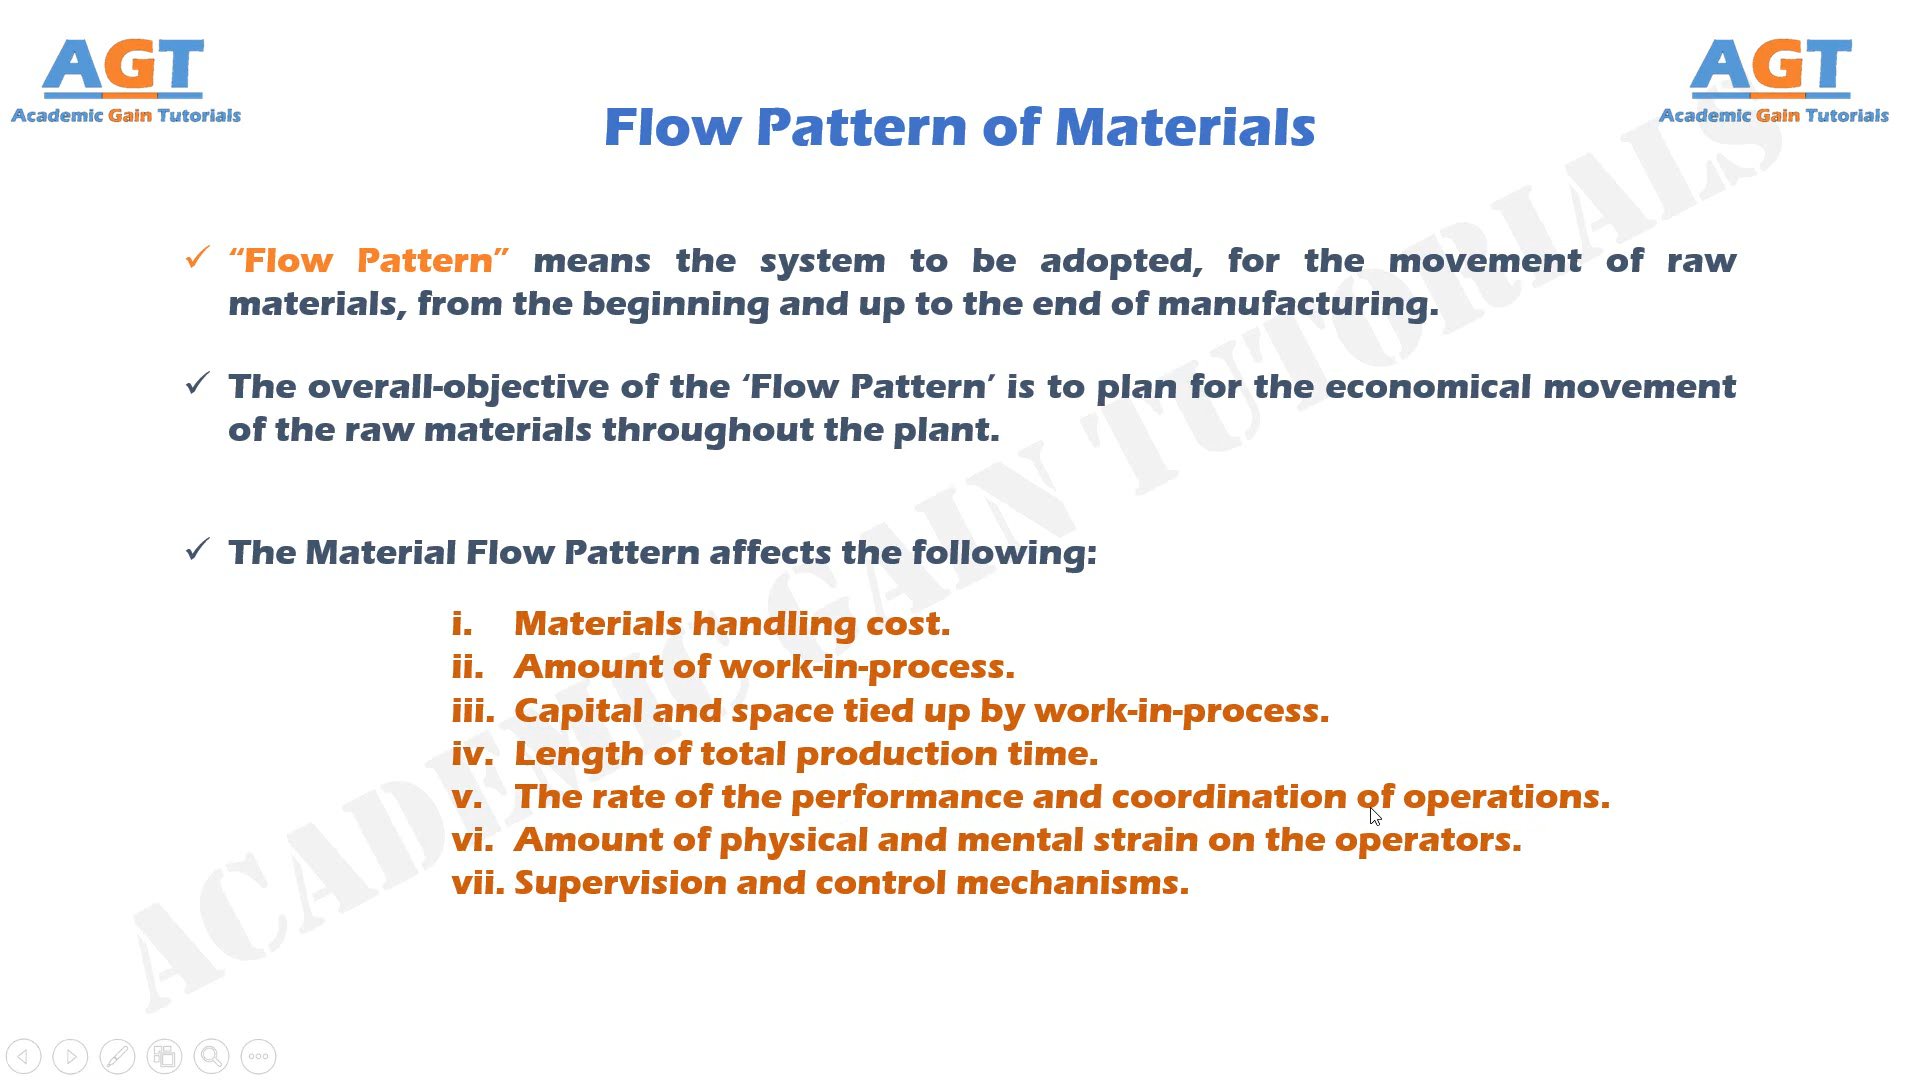 AGT
Academic Gain Tutorials
AGT
Academic Gain Tutorials
Flow Pattern of Materials
✓ “Flow Pattern” means the system to be adopted, for the movement of raw
materials, from the beginning and up to the end of manufacturing.
✓ The overall-objective of the ‘Flow Pattern’ is to plan for the economical movement
of the raw materials throughout the plant.
✓ The Material Flow Pattern affects the following:
i. Materials handling cost.
ii. Amount of work-in-process.
iii. Capital and space tied up by work-in-process.
iv. Length of total production time.
v. The rate of the performance and coordination of operations.
vi. Amount of physical and mental strain on the operators.
vii. Supervision and control mechanisms.
ACADEMIC GAIN TUTORIALS